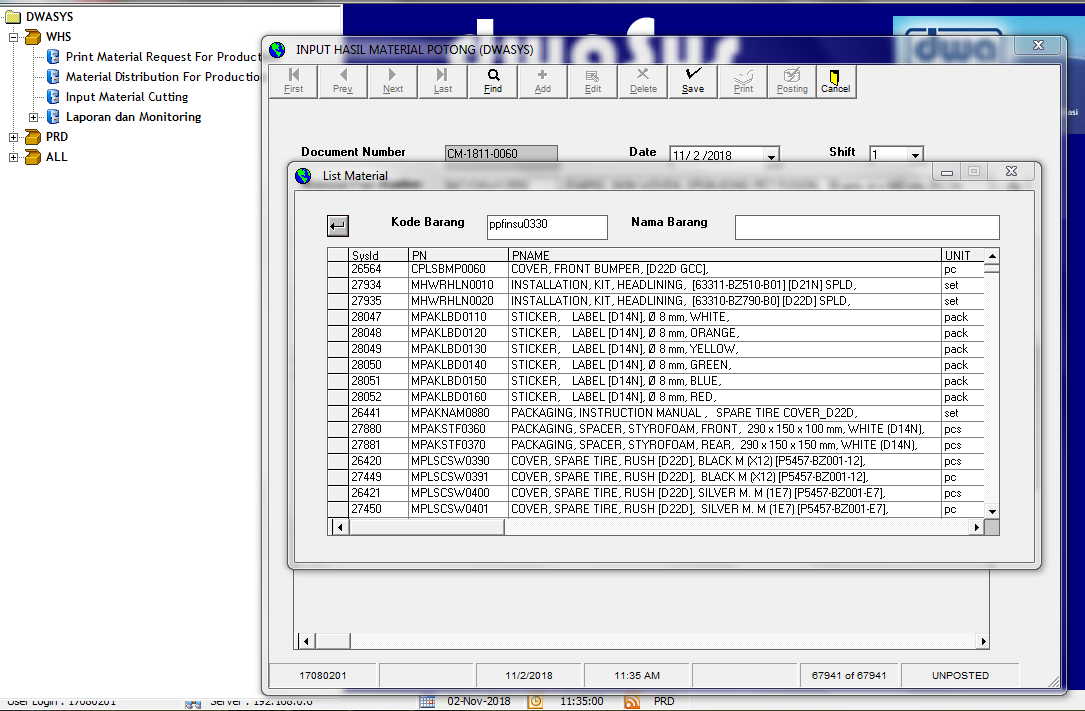 DWASYS
WHS
Print Material Request For Product
Material Distribution For Productio
Input Material Cutting
Laporan dan Monitoring
PRD
ALL
dwasys
dwa
INPUT HASIL MATERIAL POTONG (DWASYS)
First Prev Next Last Find Add Edit Delete Save Print Posting Cancel
Document Number CM-1811-0060 Date 11/ 2 /2018 Shift 1
List Material
Kode Barang ppfinsu0330 Nama Barang
SysId PN PNAME UNIT
26564 CPLSBMP0060 COVER, FRONT BUMPER, [D22D GCC], pc
27934 MHWRHLN0010 INSTALLATION, KIT, HEADLINING, [63311-BZ510-B01] [D21N] SPLD, set
27935 MHWRHLN0020 INSTALLATION, KIT, HEADLINING, [63310-BZ790-B01] [D22D] SPLD, set
28047 MPAKLBD0110 STICKER, LABEL [D14N], Ø 8 mm, WHITE, pack
28048 MPAKLBD0120 STICKER, LABEL [D14N], Ø 8 mm, ORANGE, pack
28049 MPAKLBD0130 STICKER, LABEL [D14N], Ø 8 mm, YELLOW, pack
28050 MPAKLBD0140 STICKER, LABEL [D14N], Ø 8 mm, GREEN, pack
28051 MPAKLBD0150 STICKER, LABEL [D14N], Ø 8 mm, BLUE, pack
28052 MPAKLBD0160 STICKER, LABEL [D14N], Ø 8 mm, RED, pack
26441 MPAKNAM0880 PACKAGING, INSTRUCTION MANUAL , SPARE TIRE COVER_D22D, set
27880 MPAKSTF0360 PACKAGING, SPACER, STYROFOAM, FRONT, 290 x 150 x 100 mm, WHITE (D14N), pcs
27881 MPAKSTF0370 PACKAGING, SPACER, STYROFOAM, REAR, 290 x 150 x 150 mm, WHITE (D14N), pcs
26420 MPLSCSW0390 COVER, SPARE TIRE, RUSH [D22D], BLACK M (X12) [P5457-BZ001-12], pcs
27449 MPLSCSW0391 COVER, SPARE TIRE, RUSH [D22D], BLACK M (X12) [P5457-BZ001-12], pc
26421 MPLSCSW0400 COVER, SPARE TIRE, RUSH [D22D], SILVER M. M (1E7) [P5457-BZ001-E7], pcs
27450 MPLSCSW0401 COVER, SPARE TIRE, RUSH [D22D], SILVER M. M (1E7) [P5457-BZ001-E7], pc
17080201 11/2/2018 11:35 AM 67941 of 67941 UNPOSTED
User Login : 17080201 Server : 192.168.0.6 02-Nov-2018 11:35:00 PRD